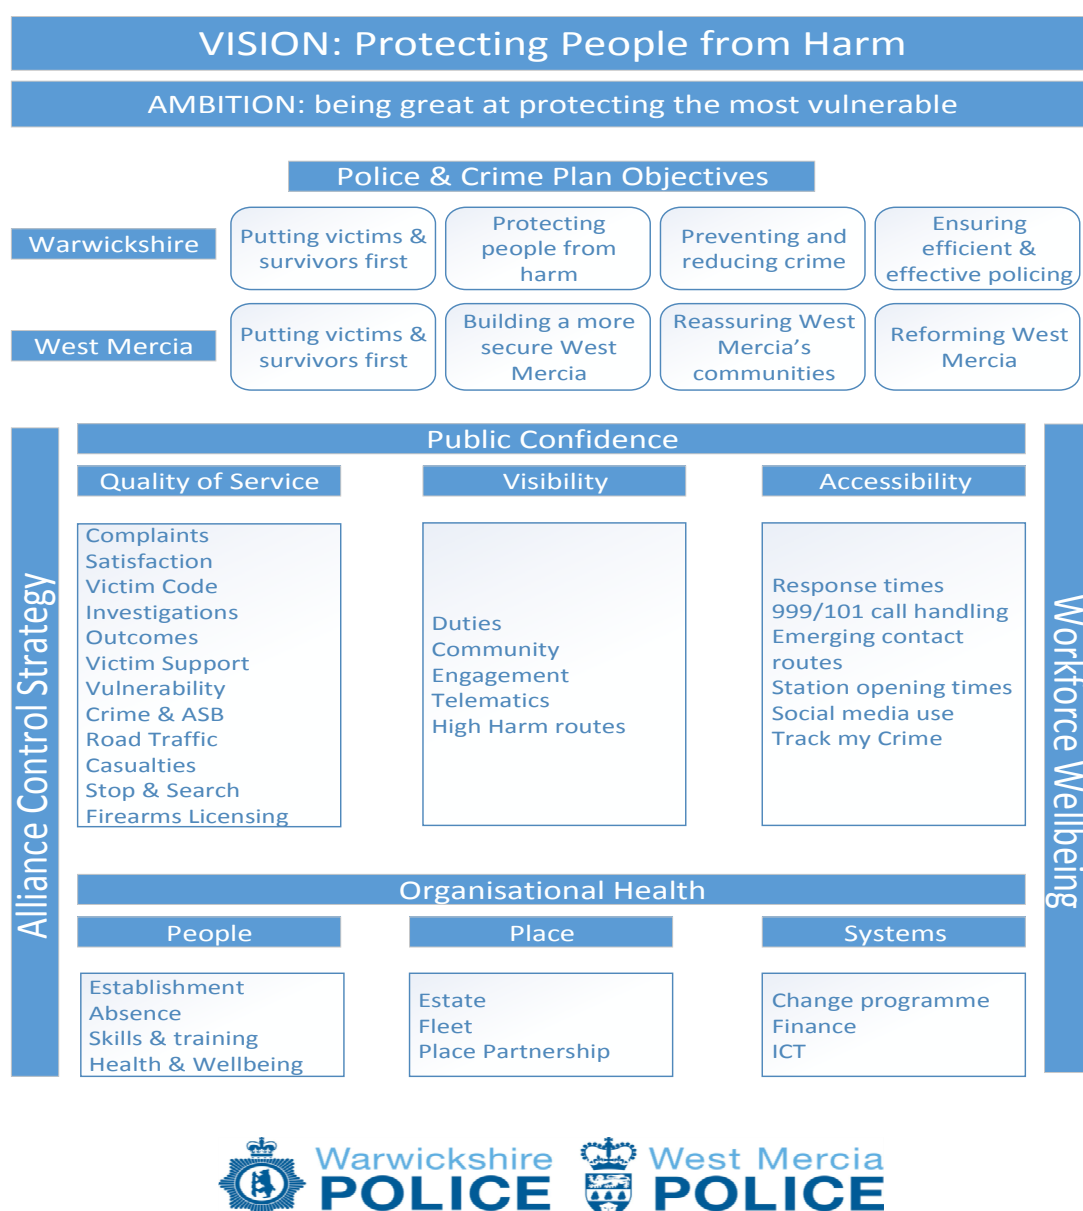 VISION: Protecting People from Harm
AMBITION: being great at protecting the most vulnerable
Police & Crime Plan Objectives
Warwickshire
Putting victims &
survivors first
Protecting
people from
harm
Preventing and
reducing crime
Ensuring
efficient &
effective policing
West Mercia
Putting victims &
survivors first
Building a more
secure West
Mercia
Reassuring West
Mercia's
communities
Reforming West
Mercia
Alliance Control Strategy
Public Confidence
Quality of Service
Complaints
Satisfaction
Victim Code
Investigations
Outcomes
Victim Support
Vulnerability
Crime & ASB
Road Traffic
Casualties
Stop & Search
Firearms Licensing
Visibility
Duties
Community
Engagement
Telematics
High Harm routes
Accessibility
Response times
999/101 call handling
Emerging contact
routes
Station opening times
Social media use
Track my Crime
Organisational Health
People
Establishment
Absence
Skills & training
Health & Wellbeing
Place
Estate
Fleet
Place Partnership
Systems
Change programme
Finance
ICT
Workforce Wellbeing
Warwickshire
POLICE
West Mercia
POLICE